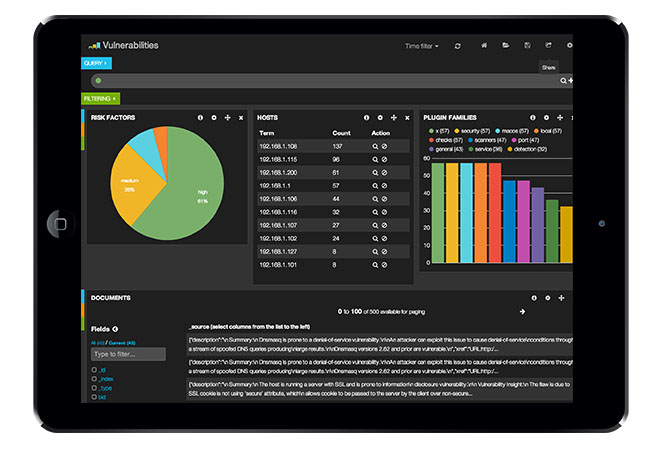 Vulnerabilities
Time filter
Share
QUERY
FILTERING
RISK FACTORS
medium
26%
high
61%
HOSTS
Term Count Action
192.168.1.108 137
192.168.1.115 96
192.168.1.200 61
192.168.1.1 57
192.168.1.106 44
192.168.1.116 32
192.168.1.107 27
192.168.1.102 24
192.168.1.127 8
192.168.1.101 8
PLUGIN FAMILIES
x (57) security (57) macos (57) local (57)
checks (57) scanners (47) port (47)
general (43) service (36) detection (32)
60
50
40
30
20
10
0
DOCUMENTS
0 to 100 of 500 available for paging
Fields
All (43) / Current (43)
Type to filter...
_id
_index
_type
bid
_source (select columns from the list to the left)
{"description":"\n Summary:\n Dnsmasq is prone to a denial-of-service vulnerability.\r\n\r\n An attacker can exploit this issue to cause denial-of-service\nconditions through
a stream of spoofed DNS queries producing\nlarge results.\r\nDnsmasq versions 2.62 and prior are vulnerable.\n","xref":"URL:http:/...
{"description":"\n Summary:\n Dnsmasq is prone to a denial-of-service vulnerability.\r\n\r\n An attacker can exploit this issue to cause denial-of-service\nconditions through
a stream of spoofed DNS queries producing\nlarge results.\r\nDnsmasq versions 2.62 and prior are vulnerable.\n","xref":"URL:http:/...
{"description":"\n Summary:\n The host is running a server with SSL and is prone to information\n disclosure vulnerability.\r\n\r\n Vulnerability Insight:\n The flaw is due to
SSL cookie is not using 'secure' attribute, which\n allows cookie to be passed to the server by the client over non-secure...